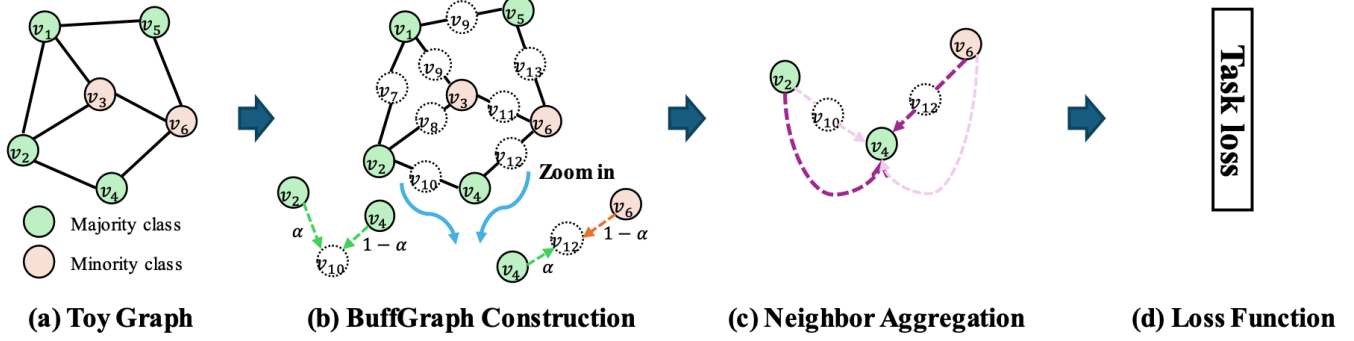 v1
v5
v3
v6
v2
v4
Majority class
Minority class
(a) Toy Graph
v1
v9
v5
v9
v13
v7
v3
v8
v11
v6
v2
v12
v10
v4
Zoom in
v2
v4
α
1 − α
v10
v6
v12
1 − α
v4
α
(b) BuffGraph Construction
v6
v2
v12
v10
v4
(c) Neighbor Aggregation
Task loss
(d) Loss Function